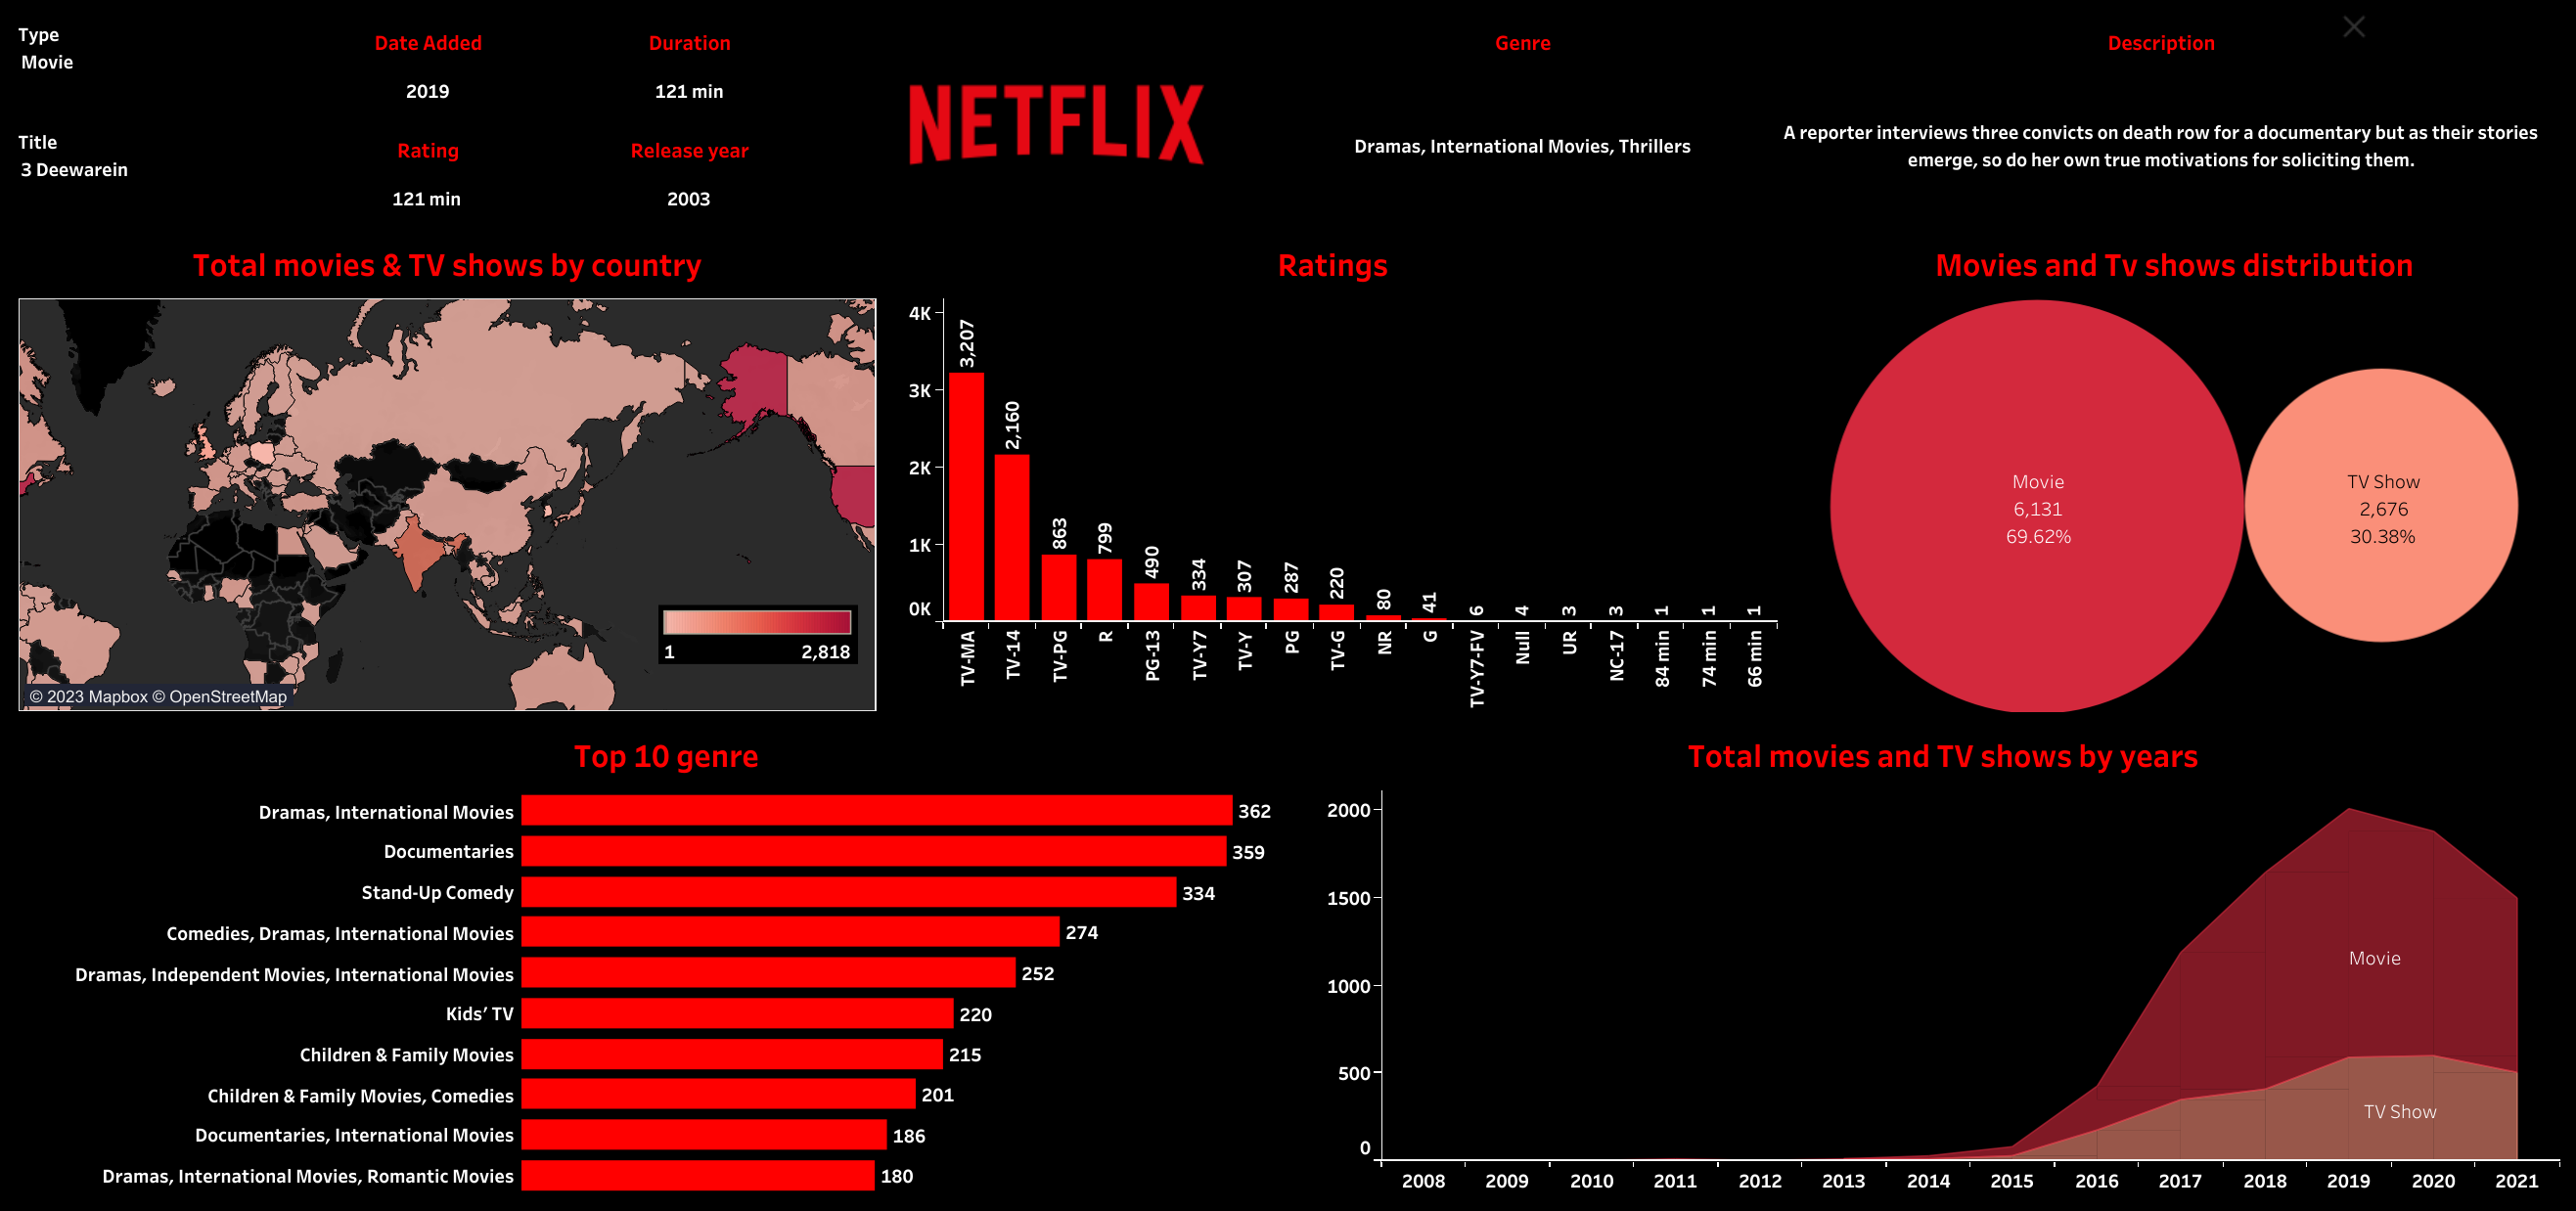 Type
Movie
Date Added
2019
Duration
121 min
Title
3 Deewarein
Rating
121 min
Release year
2003
NETFLIX
Genre
Dramas, International Movies, Thrillers
Description
A reporter interviews three convicts on death row for a documentary but as their stories
emerge, so do her own true motivations for soliciting them.
Total movies & TV shows by country
1
2,818
© 2023 Mapbox © OpenStreetMap
Ratings
4K
3K
2K
1K
0K
3,207
2,160
863
799
490
334
307
287
220
80
41
6
4
3
3
1
1
1
TV-MA
TV-14
TV-PG
R
PG-13
TV-Y7
TV-Y
PG
TV-G
NR
G
TV-Y7-FV
Null
UR
NC-17
84 min
74 min
66 min
Movies and Tv shows distribution
Movie
6,131
69.62%
TV Show
2,676
30.38%
Top 10 genre
Dramas, International Movies 362
Documentaries 359
Stand-Up Comedy 334
Comedies, Dramas, International Movies 274
Dramas, Independent Movies, International Movies 252
Kids’ TV 220
Children & Family Movies 215
Children & Family Movies, Comedies 201
Documentaries, International Movies 186
Dramas, International Movies, Romantic Movies 180
Total movies and TV shows by years
2000
1500
1000
500
0
Movie
TV Show
2008 2009 2010 2011 2012 2013 2014 2015 2016 2017 2018 2019 2020 2021